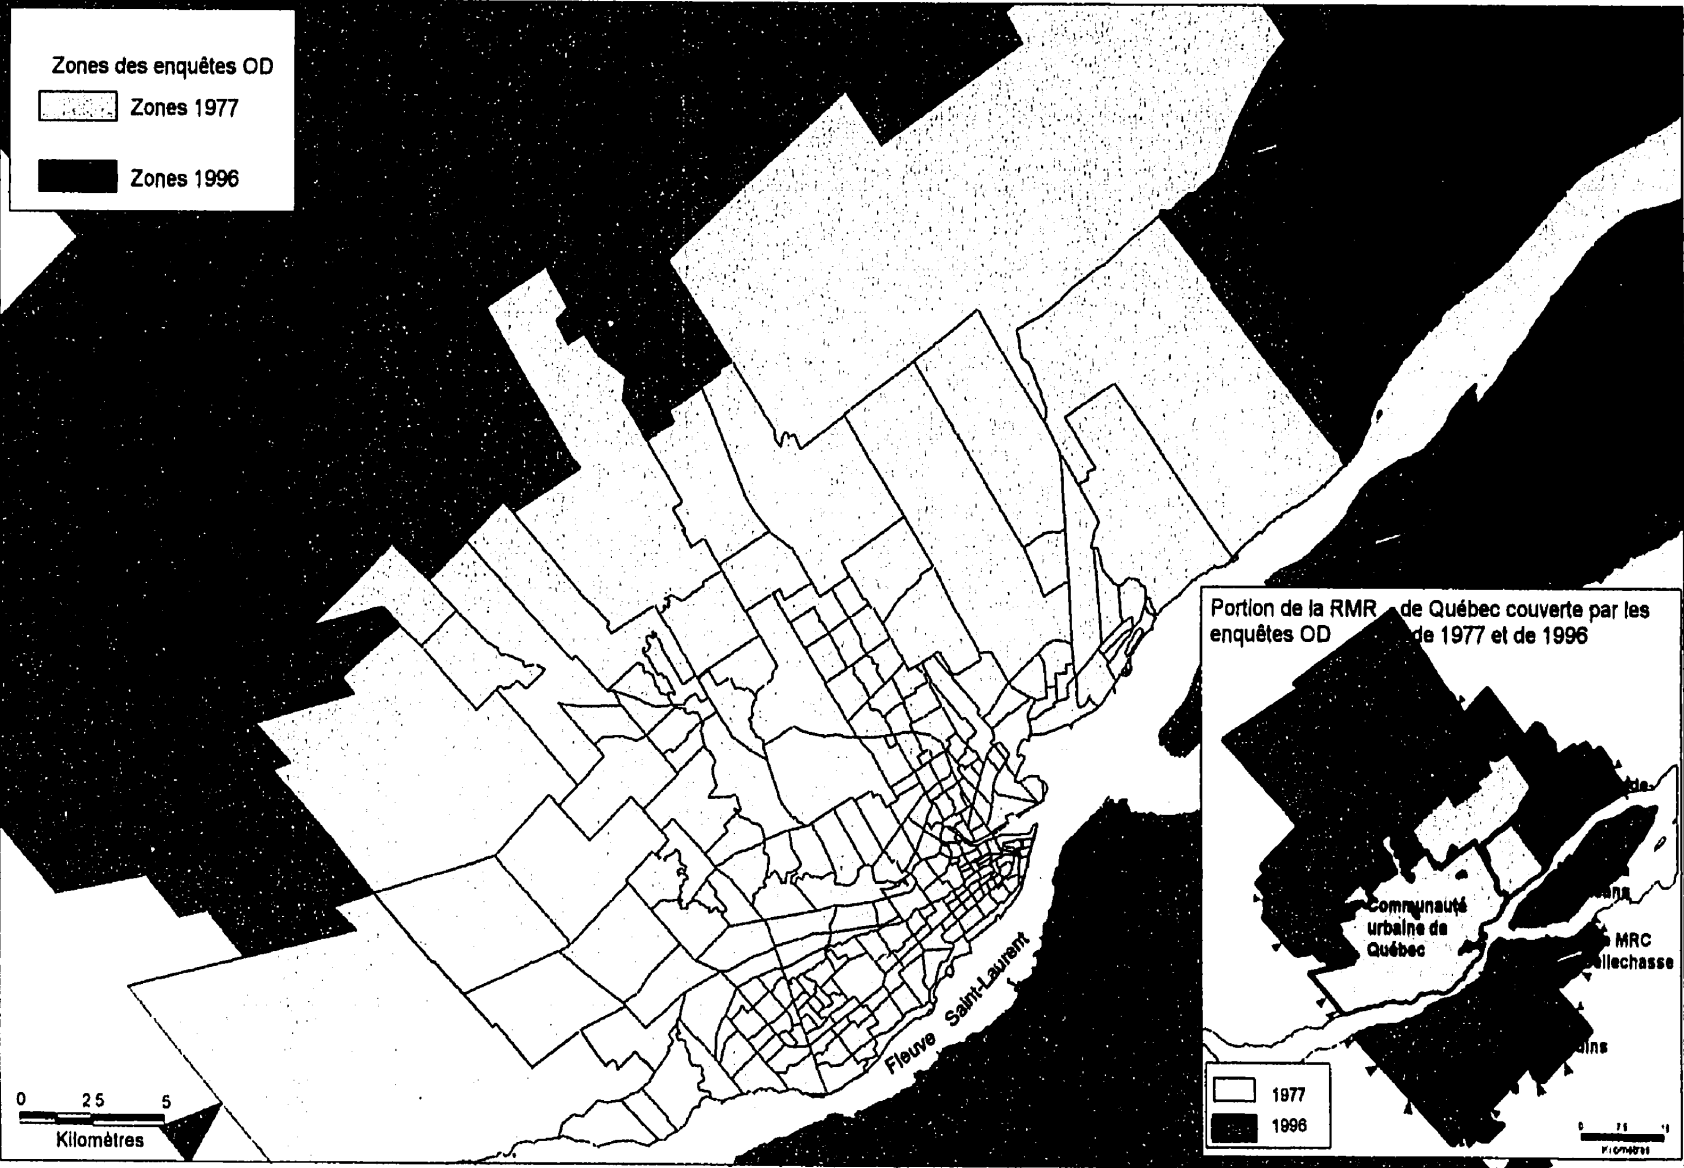 Zones des enquêtes OD
Zones 1977
Zones 1996
Fleuve Saint-Laurent
0 2 5 5
Kilomètres
Portion de la RMR de Québec couverte par les
enquêtes OD de 1977 et de 1996
Communauté
urbaine de
Québec
MRC
ellechasse
1977
1996
Kilomètres